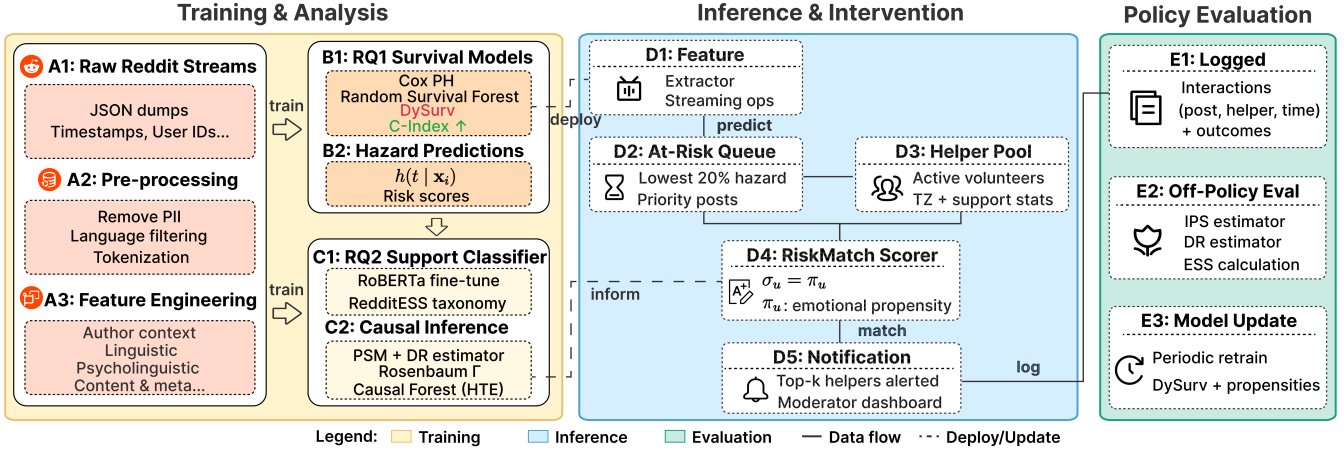 Training & Analysis
A1: Raw Reddit Streams
JSON dumps
Timestamps, User IDs...
A2: Pre-processing
Remove PII
Language filtering
Tokenization
A3: Feature Engineering
Author context
Linguistic
Psycholinguistic
Content & meta...
train
train
B1: RQ1 Survival Models
Cox PH
Random Survival Forest
DySurv
C-Index ↑
B2: Hazard Predictions
h(t | x_i)
Risk scores
C1: RQ2 Support Classifier
RoBERTa fine-tune
RedditESS taxonomy
C2: Causal Inference
PSM + DR estimator
Rosenbaum Γ
Causal Forest (HTE)
deploy
inform
Inference & Intervention
D1: Feature
Extractor
Streaming ops
predict
D2: At-Risk Queue
Lowest 20% hazard
Priority posts
D3: Helper Pool
Active volunteers
TZ + support stats
D4: RiskMatch Scorer
A+
σ_u = π_u
π_u: emotional propensity
match
D5: Notification
Top-k helpers alerted
Moderator dashboard
log
Policy Evaluation
E1: Logged
Interactions
(post, helper, time)
+ outcomes
E2: Off-Policy Eval
IPS estimator
DR estimator
ESS calculation
E3: Model Update
Periodic retrain
DySurv + propensities
Legend: Training Inference Evaluation Data flow Deploy/Update